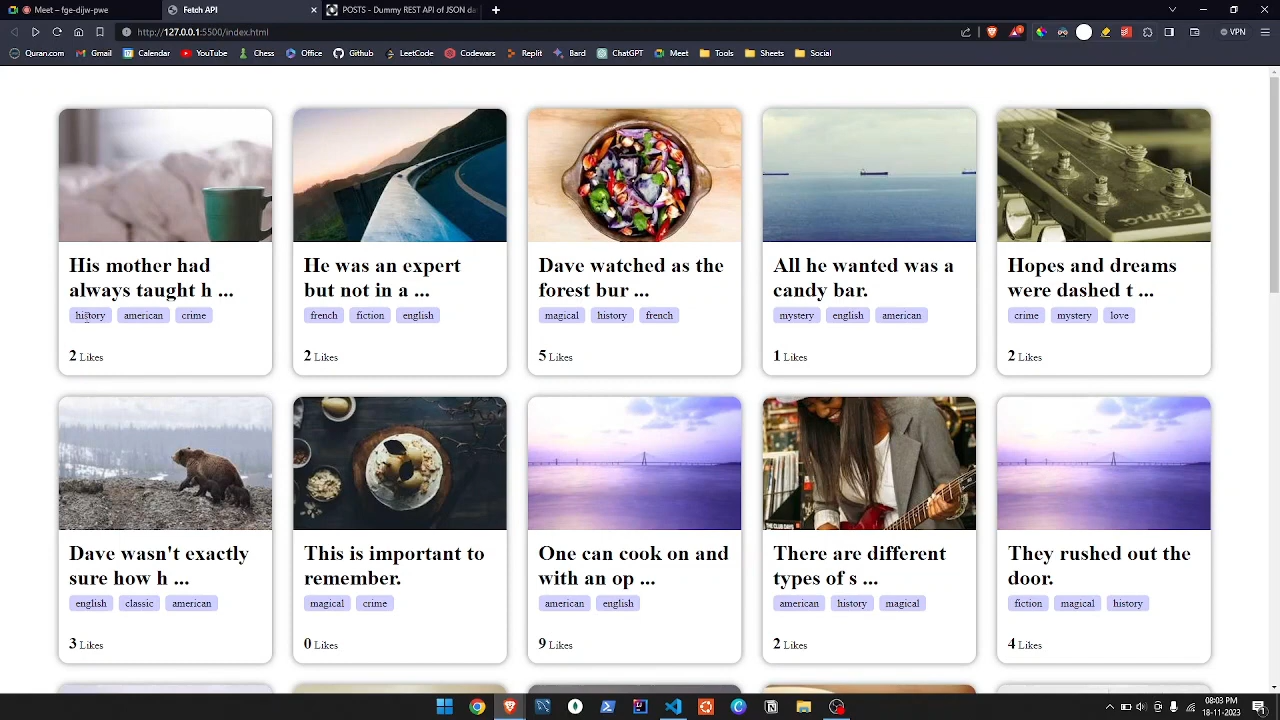 Meet – fge-dijw-pwe
Fetch API
POSTS - Dummy REST API of JSON da
http://127.0.0.1:5500/index.html
VPN
Quran.com
Gmail
Calendar
YouTube
Chess
Office
Github
LeetCode
Codewars
Replit
Bard
ChatGPT
Meet
Tools
Sheets
Social
His mother had
always taught h ...
history american crime
2 Likes
He was an expert
but not in a ...
french fiction english
2 Likes
Dave watched as the
forest bur ...
magical history french
5 Likes
All he wanted was a
candy bar.
mystery english american
1 Likes
Hopes and dreams
were dashed t ...
crime mystery love
2 Likes
Dave wasn't exactly
sure how h ...
english classic american
3 Likes
This is important to
remember.
magical crime
0 Likes
One can cook on and
with an op ...
american english
9 Likes
There are different
types of s ...
american history magical
2 Likes
They rushed out the
door.
fiction magical history
4 Likes
08:03 PM
18-11-2023